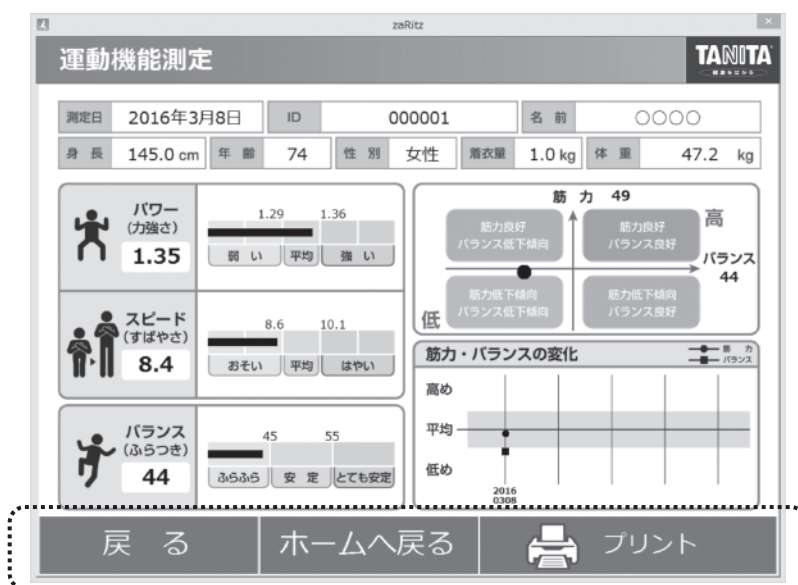 zaRitz
運動機能測定
TANITA
健康をはかる
測定日 2016年3月8日 ID 000001 名前 ○○○○
身長 145.0 cm 年齢 74 性別 女性 着衣量 1.0 kg 体重 47.2 kg
パワー
(力強さ)
1.35
1.29 1.36
弱い 平均 強い
スピード
(すばやさ)
8.4
8.6 10.1
おそい 平均 はやい
バランス
(ふらつき)
44
45 55
ふらふら 安定 とても安定
筋力 49
高
筋力良好
バランス低下傾向
筋力良好
バランス良好
バランス
44
筋力低下傾向
バランス低下傾向
筋力低下傾向
バランス良好
低
筋力・バランスの変化
筋力
バランス
高め
平均
低め
2016
0308
戻る ホームへ戻る プリント